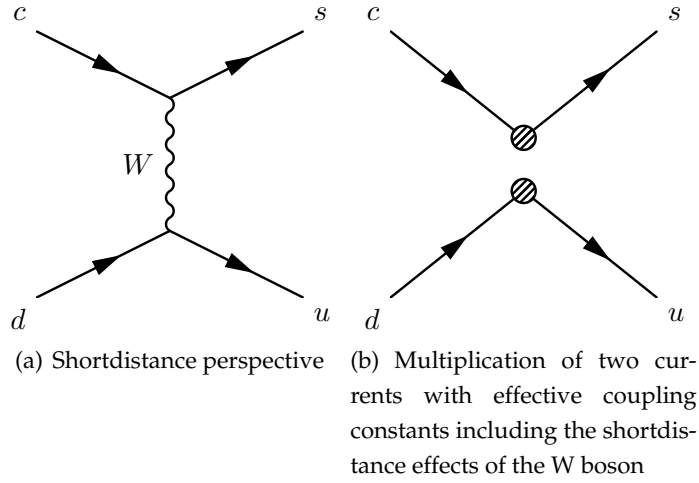 c s c s
W
d u d u
(a) Shortdistance perspective (b) Multiplication of two cur-
rents with effective coupling
constants including the shortdis-
tance effects of the W boson